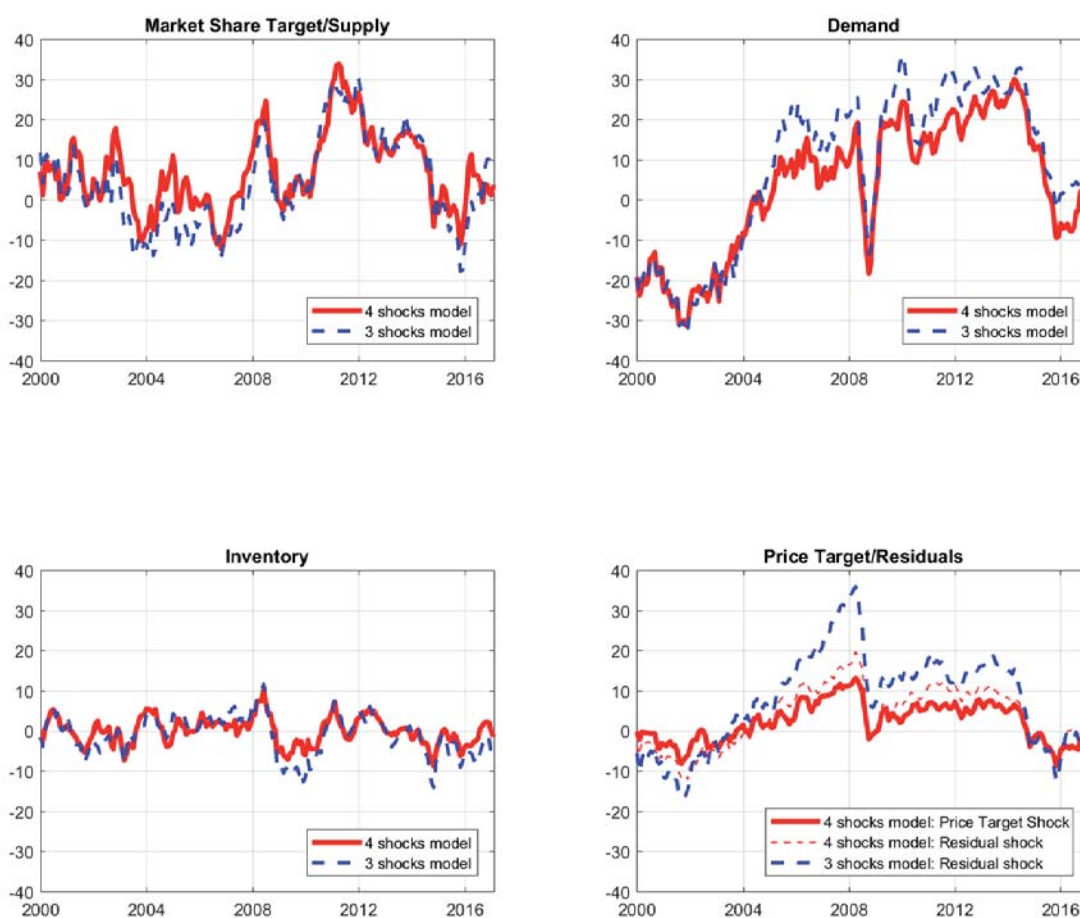 Market Share Target/Supply
40
30
20
10
0
-10
-20
-30
-40
2000 2004 2008 2012 2016
4 shocks model
3 shocks model
Demand
40
30
20
10
0
-10
-20
-30
-40
2000 2004 2008 2012 2016
4 shocks model
3 shocks model
Inventory
40
30
20
10
0
-10
-20
-30
-40
2000 2004 2008 2012 2016
4 shocks model
3 shocks model
Price Target/Residuals
40
30
20
10
0
-10
-20
-30
-40
2000 2004 2008 2012 2016
4 shocks model: Price Target Shock
4 shocks model: Residual shock
3 shocks model: Residual shock